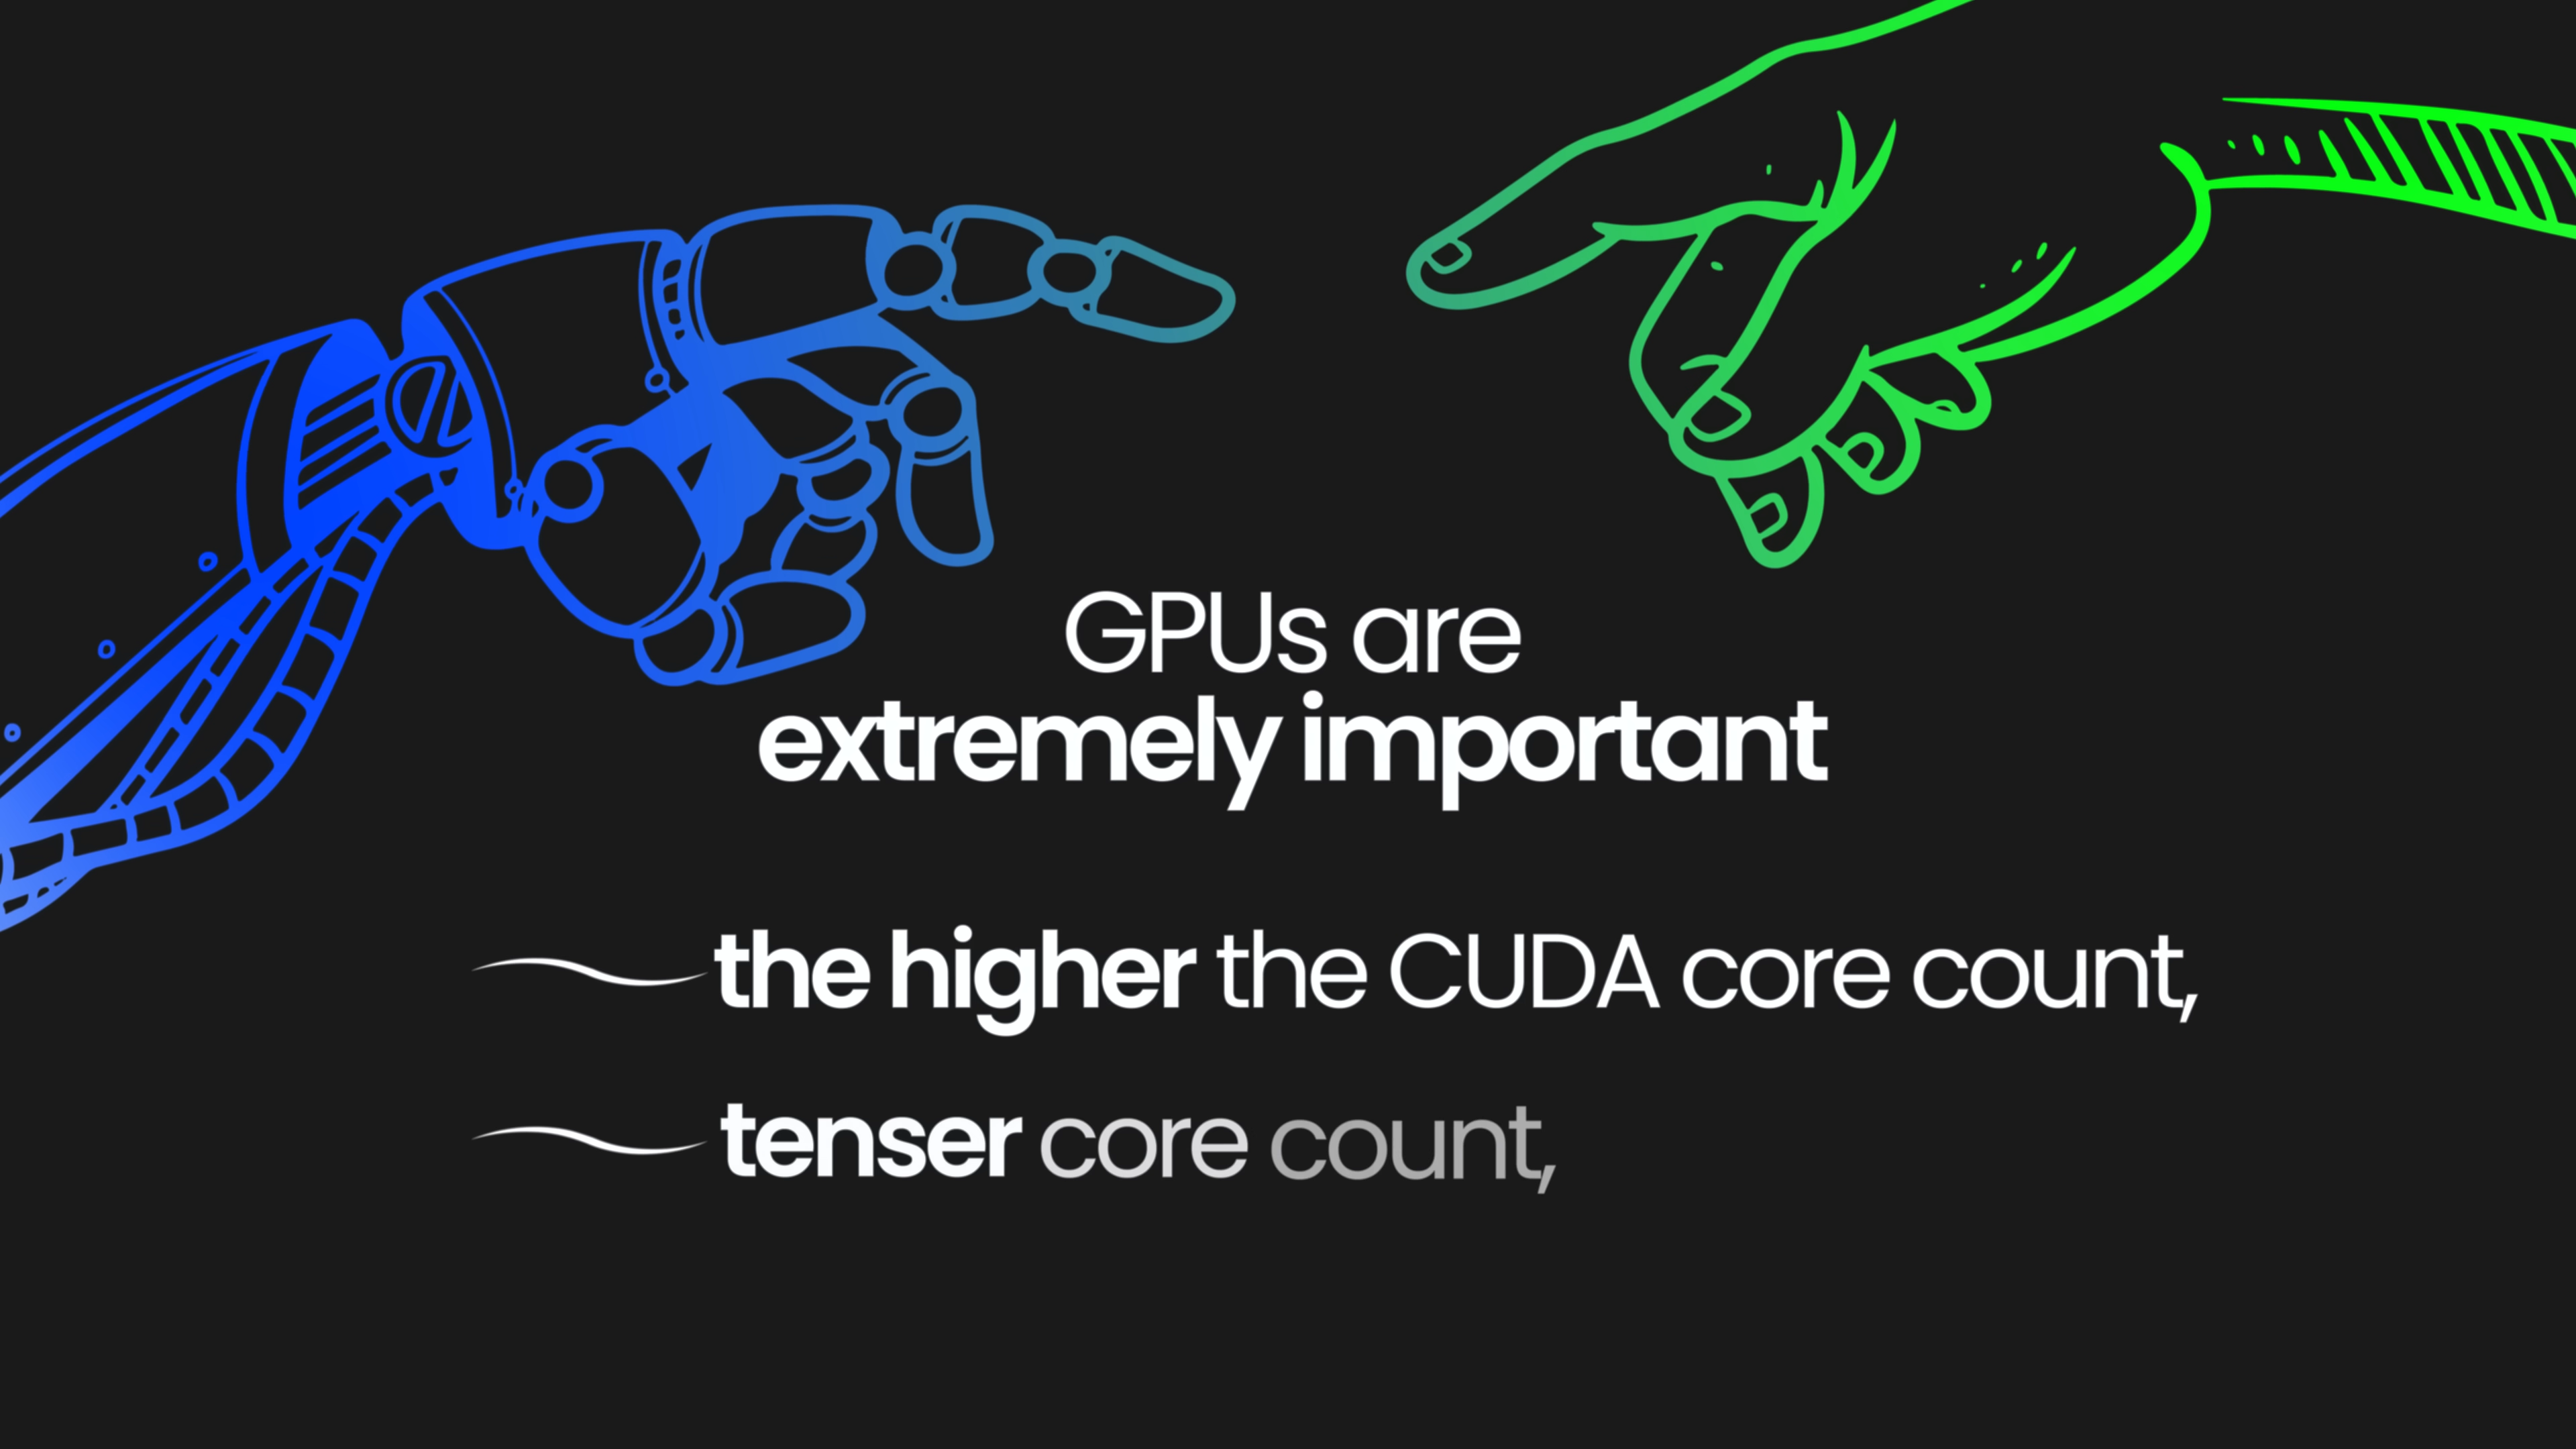 GPUs are
extremely important
the higher the CUDA core count,
tenser core count,